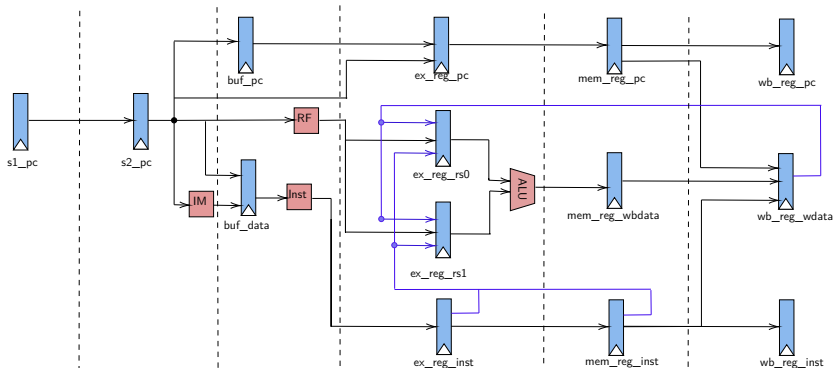 buf_pc
ex_reg_pc
mem_reg_pc
wb_reg_pc
s1_pc
s2_pc
RF
ex_reg_rs0
IM
buf_data
Inst
ALU
mem_reg_wbdata
wb_reg_wdata
ex_reg_rs1
ex_reg_inst
mem_reg_inst
wb_reg_inst